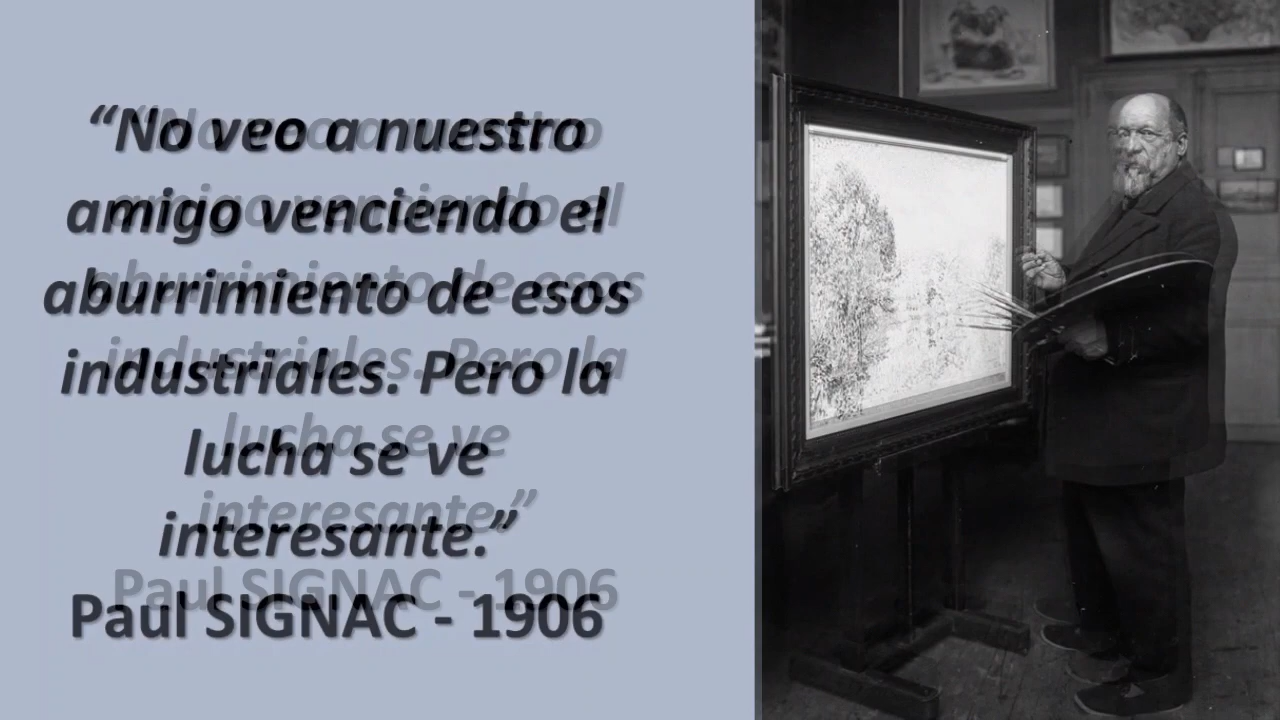 “No veo a nuestro
amigo venciendo el
aburrimiento de esos
industriales. Pero la
lucha se ve
interesante.”
Paul SIGNAC - 1906